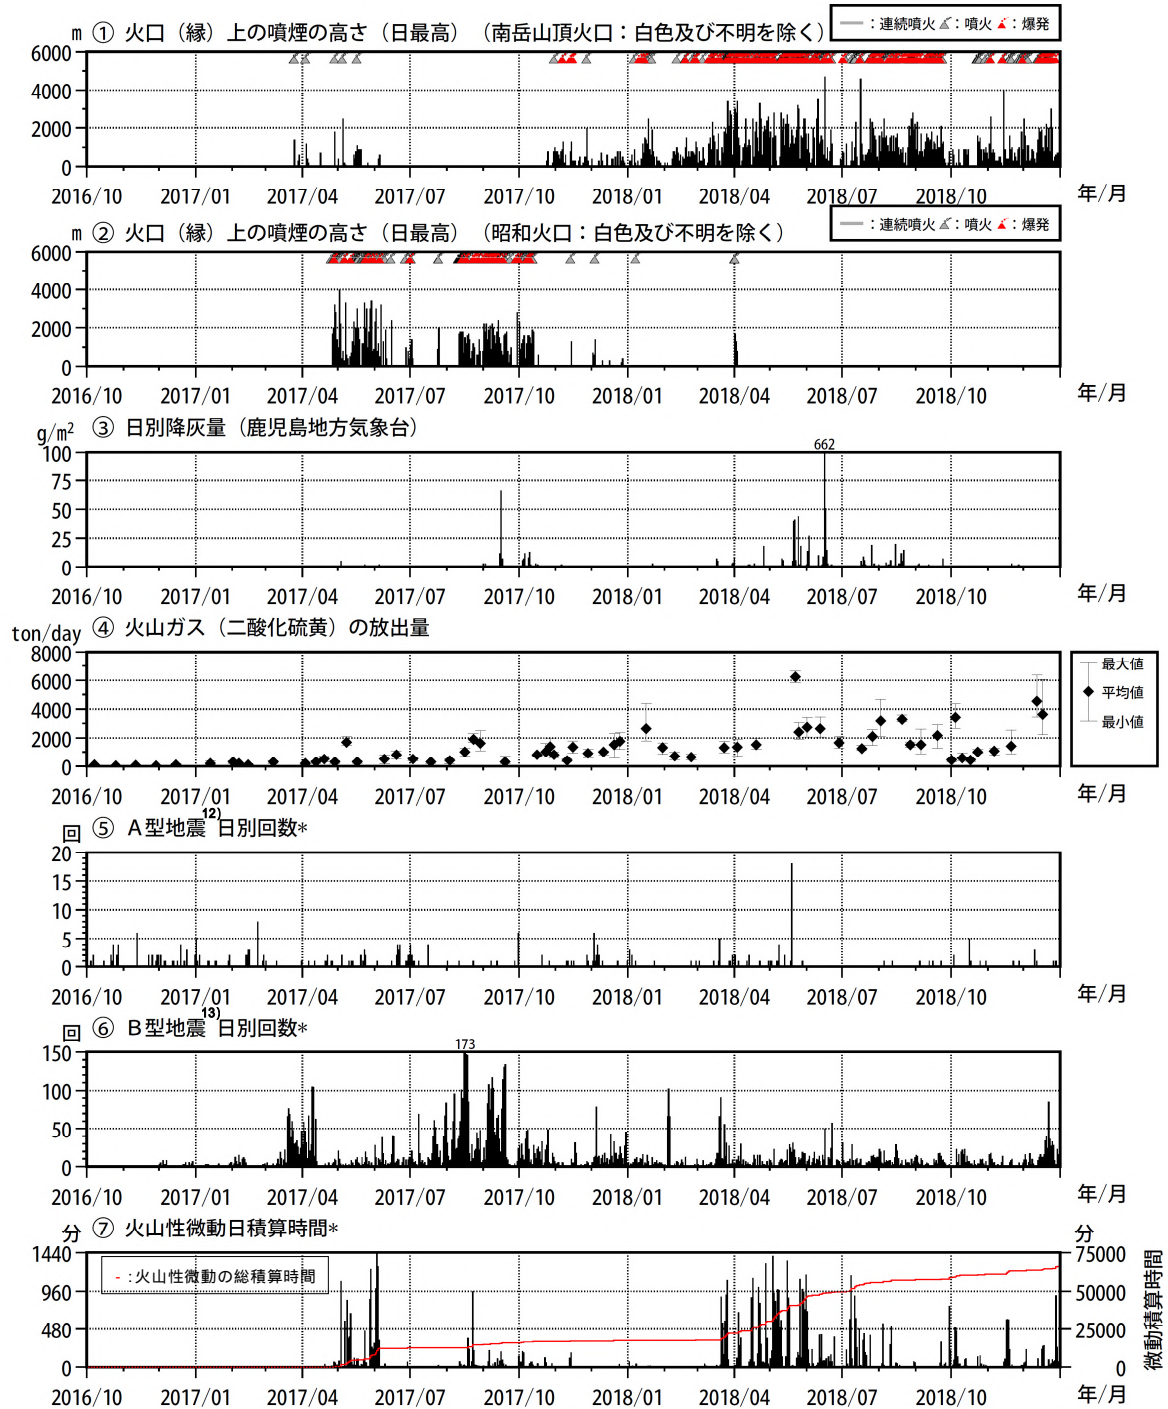 m ① 火口（縁）上の噴煙の高さ（日最高）（南岳山頂火口：白色及び不明を除く）
：連続噴火 ：噴火 ：爆発
6000
4000
2000
0
2016/10 2017/01 2017/04 2017/07 2017/10 2018/01 2018/04 2018/07 2018/10 年/月
m ② 火口（縁）上の噴煙の高さ（日最高）（昭和火口：白色及び不明を除く）
：連続噴火 ：噴火 ：爆発
6000
4000
2000
0
2016/10 2017/01 2017/04 2017/07 2017/10 2018/01 2018/04 2018/07 2018/10 年/月
g/m² ③ 日別降灰量（鹿児島地方気象台）
662
100
75
50
25
0
2016/10 2017/01 2017/04 2017/07 2017/10 2018/01 2018/04 2018/07 2018/10 年/月
ton/day ④ 火山ガス（二酸化硫黄）の放出量
8000
6000
4000
2000
0
最大値
平均値
最小値
2016/10 2017/01 2017/04 2017/07 2017/10 2018/01 2018/04 2018/07 2018/10 年/月
回 ⑤ A型地震12)日別回数*
20
15
10
5
0
2016/10 2017/01 2017/04 2017/07 2017/10 2018/01 2018/04 2018/07 2018/10 年/月
回 ⑥ B型地震13)日別回数*
173
150
100
50
0
2016/10 2017/01 2017/04 2017/07 2017/10 2018/01 2018/04 2018/07 2018/10 年/月
分 ⑦ 火山性微動日積算時間* 分
-：火山性微動の総積算時間
1440 75000
960 50000
480 25000
0 0
微動積算時間
2016/10 2017/01 2017/04 2017/07 2017/10 2018/01 2018/04 2018/07 2018/10 年/月